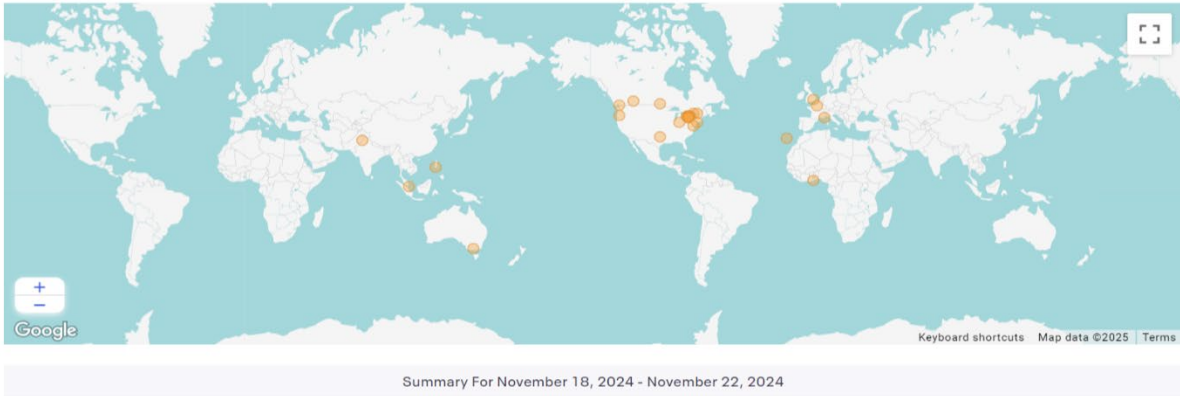 +
−
Google
Keyboard shortcuts Map data ©2025 Terms
Summary For November 18, 2024 - November 22, 2024